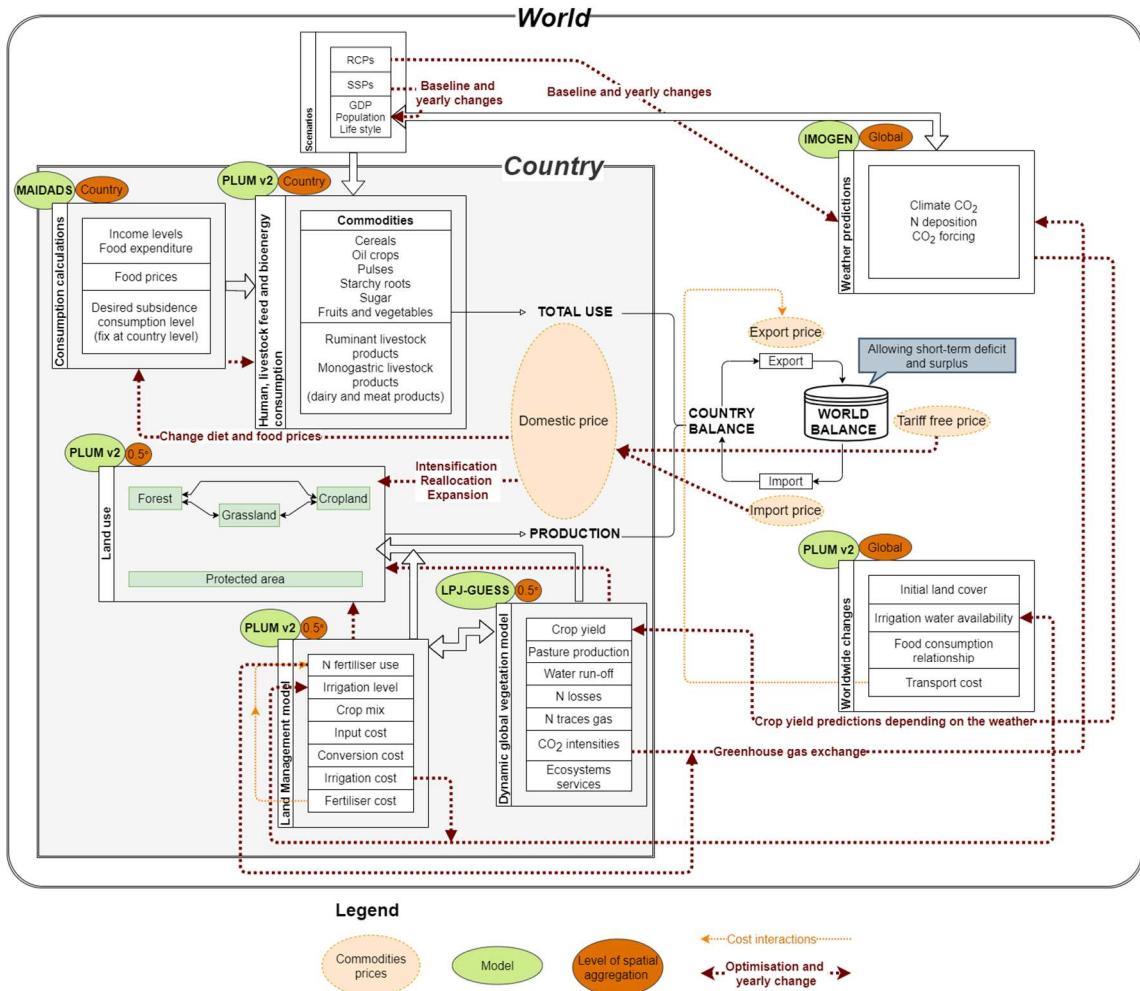 World
Scenarios
RCPs
SSPs
GDP
Population
Life style
Baseline and
yearly changes
Baseline and yearly changes
IMOGEN
Global
Weather predictions
Climate CO2
N deposition
CO2 forcing
Country
MAIDADS
Country
Consumption calculations
Income levels
Food expenditure
Food prices
Desired subsidence
consumption level
(fix at country level)
PLUM v2
Country
Human, livestock feed and bioenergy
consumption
Commodities
Cereals
Oil crops
Pulses
Starchy roots
Sugar
Fruits and vegetables
Ruminant livestock
products
Monogastric livestock
products
(dairy and meat products)
TOTAL USE
Domestic price
PRODUCTION
Change diet and food prices
Intensification
Reallocation
Expansion
COUNTRY
BALANCE
Export price
Export
Allowing short-term deficit
and surplus
WORLD
BALANCE
Tariff free price
Import
Import price
PLUM v2
0.5°
Land use
Forest
Grassland
Cropland
Protected area
PLUM v2
0.5°
Land Management model
N fertiliser use
Irrigation level
Crop mix
Input cost
Conversion cost
Irrigation cost
Fertiliser cost
LPJ-GUESS
0.5°
Dynamic global vegetation model
Crop yield
Pasture production
Water run-off
N losses
N traces gas
CO2 intensities
Ecosystems
services
PLUM v2
Global
Worldwide changes
Initial land cover
Irrigation water availability
Food consumption
relationship
Transport cost
Crop yield predictions depending on the weather
Greenhouse gas exchange
Legend
Commodities
prices
Model
Level of spatial
aggregation
Cost interactions
Optimisation and
yearly change